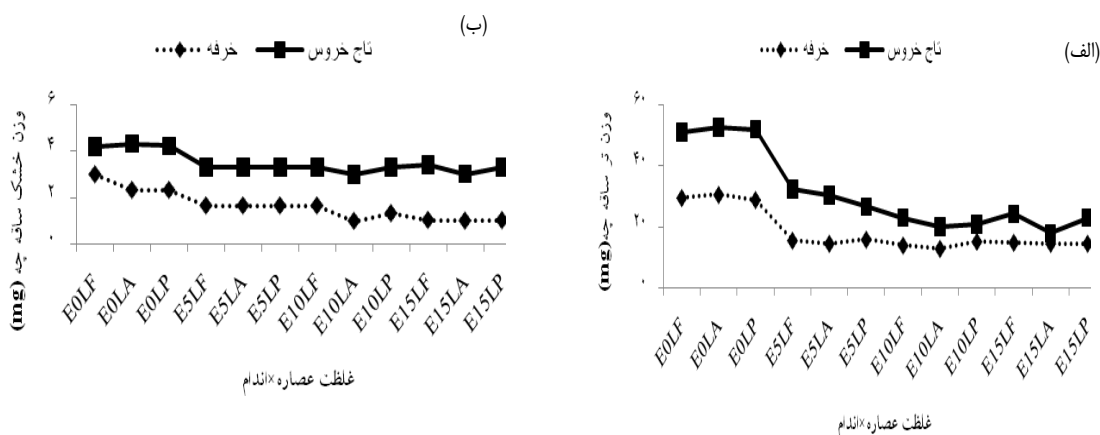 (الف)
خرفه تاج خروس
وزن تر ساقه چه (mg)
۶۰
۴۰
۲۰
۰
E0LF E0LA E0LP E5LF E5LA E5LP E10LF E10LA E10LP E15LF E15LA E15LP
غلظت عصاره×اندام
(ب)
خرفه تاج خروس
وزن خشک ساقه چه (mg)
۶
۴
۲
۰
E0LF E0LA E0LP E5LF E5LA E5LP E10LF E10LA E10LP E15LF E15LA E15LP
غلظت عصاره×اندام